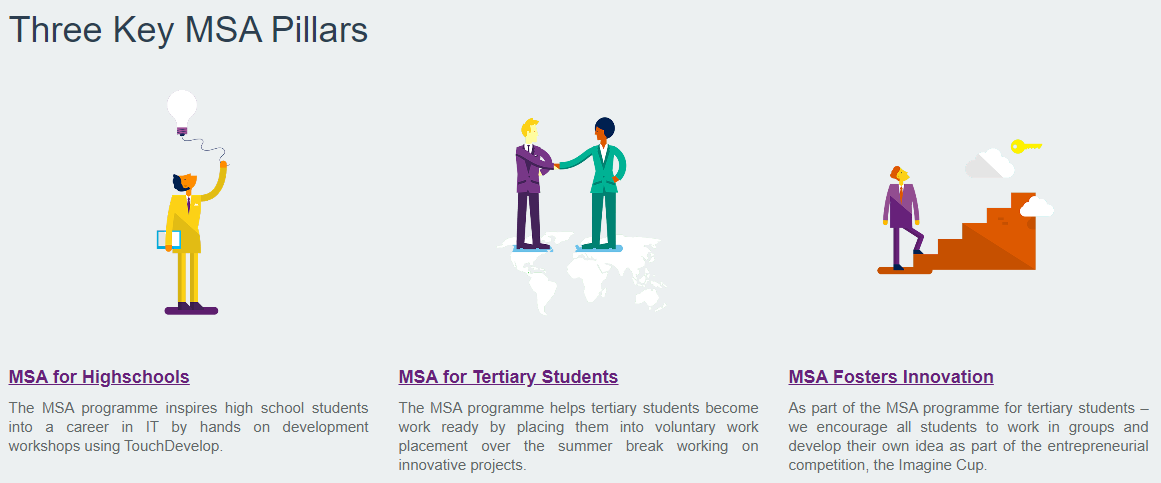 Three Key MSA Pillars
MSA for Highschools
The MSA programme inspires high school students
into a career in IT by hands on development
workshops using TouchDevelop.
MSA for Tertiary Students
The MSA programme helps tertiary students become
work ready by placing them into voluntary work
placement over the summer break working on
innovative projects.
MSA Fosters Innovation
As part of the MSA programme for tertiary students –
we encourage all students to work in groups and
develop their own idea as part of the entrepreneurial
competition, the Imagine Cup.